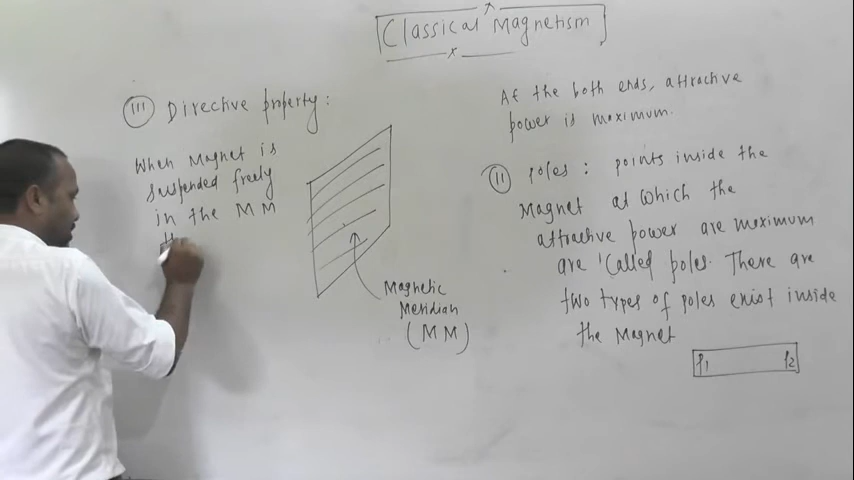 Classical Magnetism
(III) Directive property:
When Magnet is
suspended freely
in the MM
th
Magnetic
Meridian
(MM)
At the both ends, attractive
power is maximum.
(II) poles: points inside the
Magnet at which the
attractive power are maximum
are called poles. There are
two types of poles exist inside
the Magnet
P1 P2